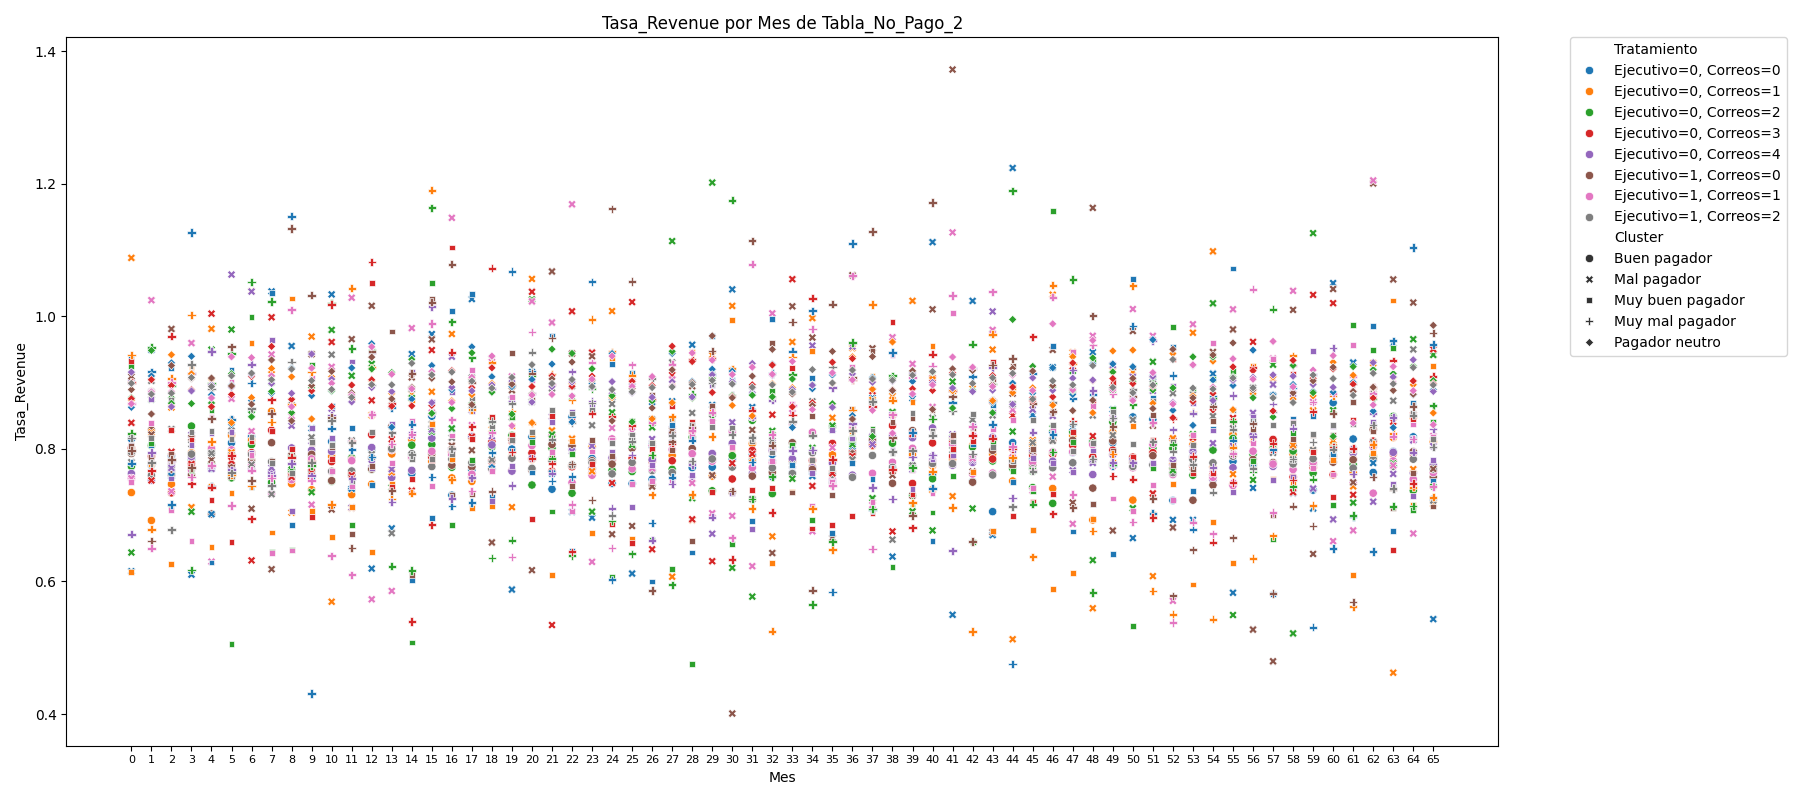 Tasa_Revenue por Mes de Tabla_No_Pago_2
Tasa_Revenue
1.4
1.2
1.0
0.8
0.6
0.4
0 1 2 3 4 5 6 7 8 9 10 11 12 13 14 15 16 17 18 19 20 21 22 23 24 25 26 27 28 29 30 31 32 33 34 35 36 37 38 39 40 41 42 43 44 45 46 47 48 49 50 51 52 53 54 55 56 57 58 59 60 61 62 63 64 65
Mes
Tratamiento
Ejecutivo=0, Correos=0
Ejecutivo=0, Correos=1
Ejecutivo=0, Correos=2
Ejecutivo=0, Correos=3
Ejecutivo=0, Correos=4
Ejecutivo=1, Correos=0
Ejecutivo=1, Correos=1
Ejecutivo=1, Correos=2
Cluster
Buen pagador
Mal pagador
Muy buen pagador
Muy mal pagador
Pagador neutro